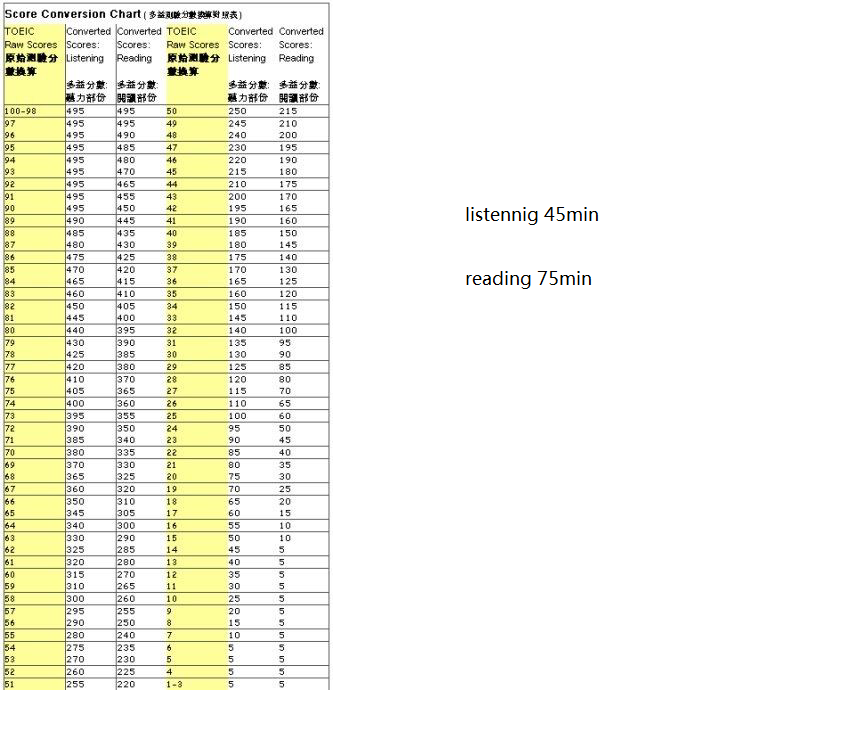 Score Conversion Chart ( 多益測驗分數換算對照表 )
TOEIC Converted Converted TOEIC Converted Converted
Raw Scores Scores: Scores: Raw Scores Scores: Scores:
原始測驗分 Listening Reading 原始測驗分 Listening Reading
數換算 數換算
多益分數: 多益分數: 多益分數: 多益分數:
聽力部份 閱讀部份 聽力部份 閱讀部份
100-98 495 495 50 250 215
97 495 495 49 245 210
96 495 490 48 240 200
95 495 485 47 230 195
94 495 480 46 220 190
93 495 470 45 215 180
92 495 465 44 210 175
91 495 455 43 200 170
90 495 450 42 195 165
89 490 445 41 190 160
88 485 435 40 185 150
87 480 430 39 180 145
86 475 425 38 175 140
85 470 420 37 170 130
84 465 415 36 165 125
83 460 410 35 160 120
82 450 405 34 150 115
81 445 400 33 145 110
80 440 395 32 140 100
79 430 390 31 135 95
78 425 385 30 130 90
77 420 380 29 125 85
76 410 370 28 120 80
75 405 365 27 115 70
74 400 360 26 110 65
73 395 355 25 100 60
72 390 350 24 95 50
71 385 340 23 90 45
70 380 335 22 85 40
69 370 330 21 80 35
68 365 325 20 75 30
67 360 320 19 70 25
66 350 310 18 65 20
65 345 305 17 60 15
64 340 300 16 55 10
63 330 290 15 50 10
62 325 285 14 45 5
61 320 280 13 40 5
60 315 270 12 35 5
59 310 265 11 30 5
58 300 260 10 25 5
57 295 255 9 20 5
56 290 250 8 15 5
55 280 240 7 10 5
54 275 235 6 5 5
53 270 230 5 5 5
52 260 225 4 5 5
51 255 220 1-3 5 5
listennig 45min
reading 75min